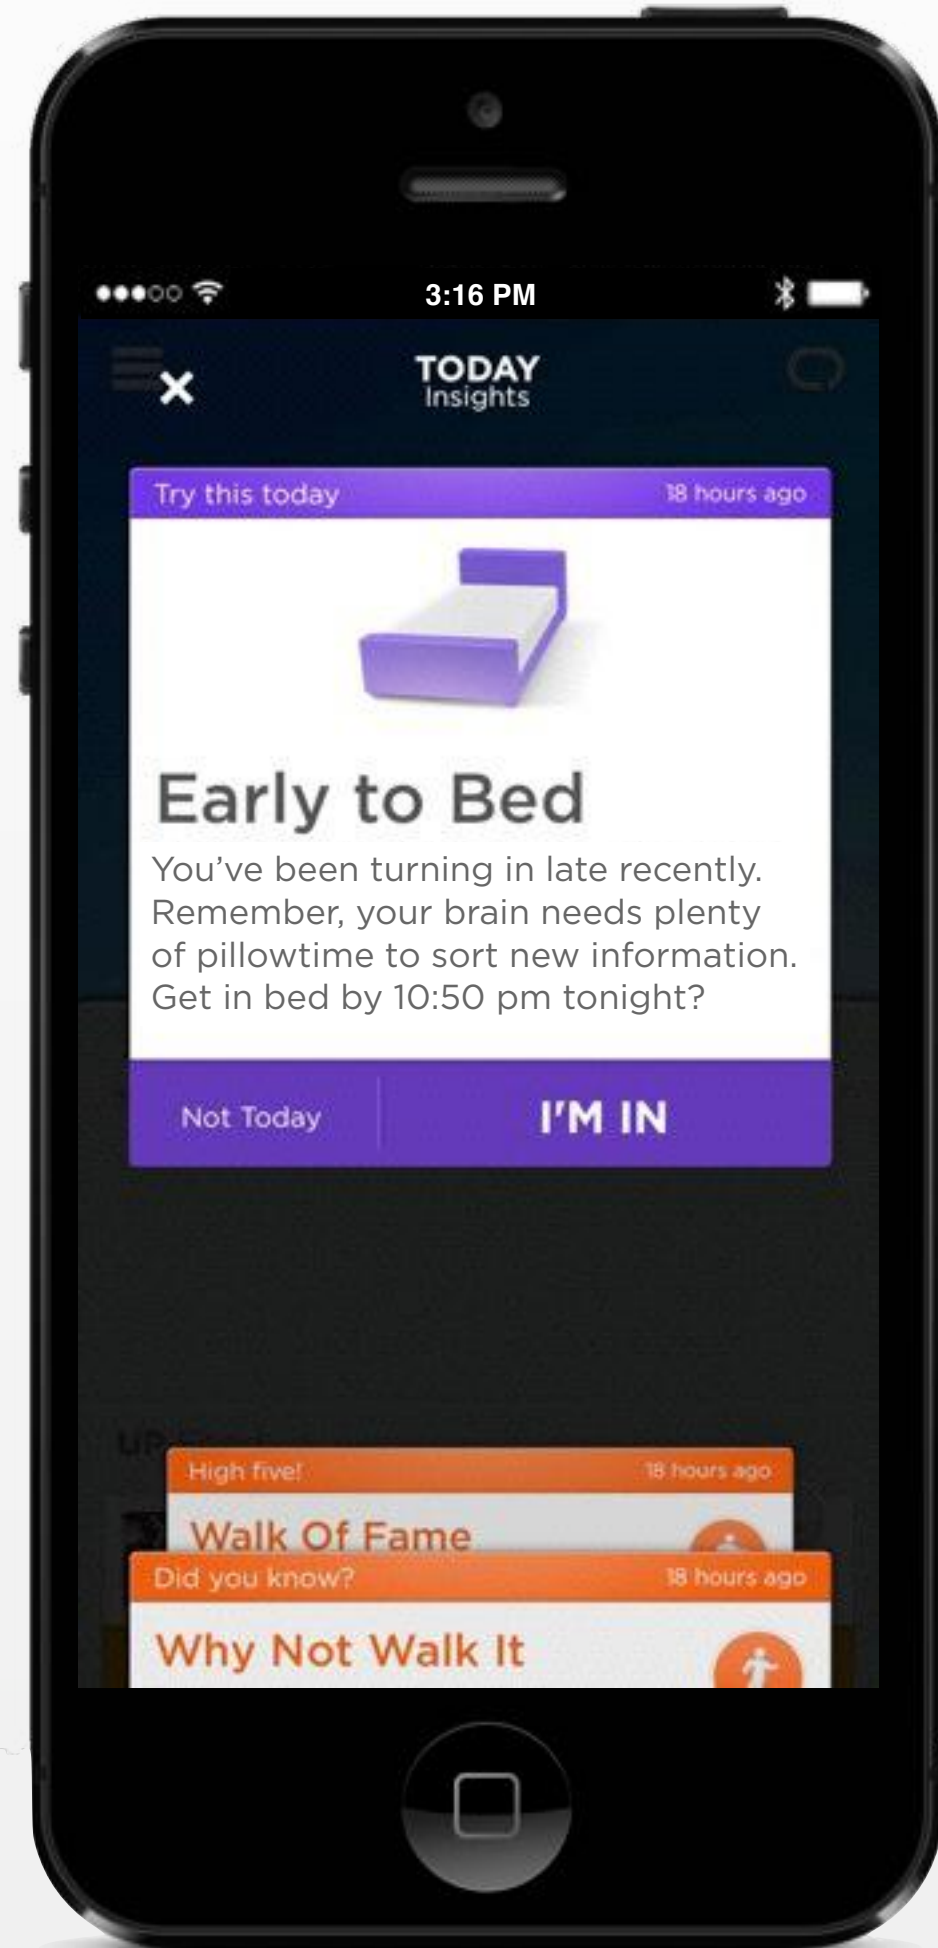 3:16 PM
TODAY
Insights
Try this today
18 hours ago
Early to Bed
You’ve been turning in late recently.
Remember, your brain needs plenty
of pillowtime to sort new information.
Get in bed by 10:50 pm tonight?
Not Today
I'M IN
UP
High five!
18 hours ago
Walk Of Fame
Did you know?
18 hours ago
Why Not Walk It